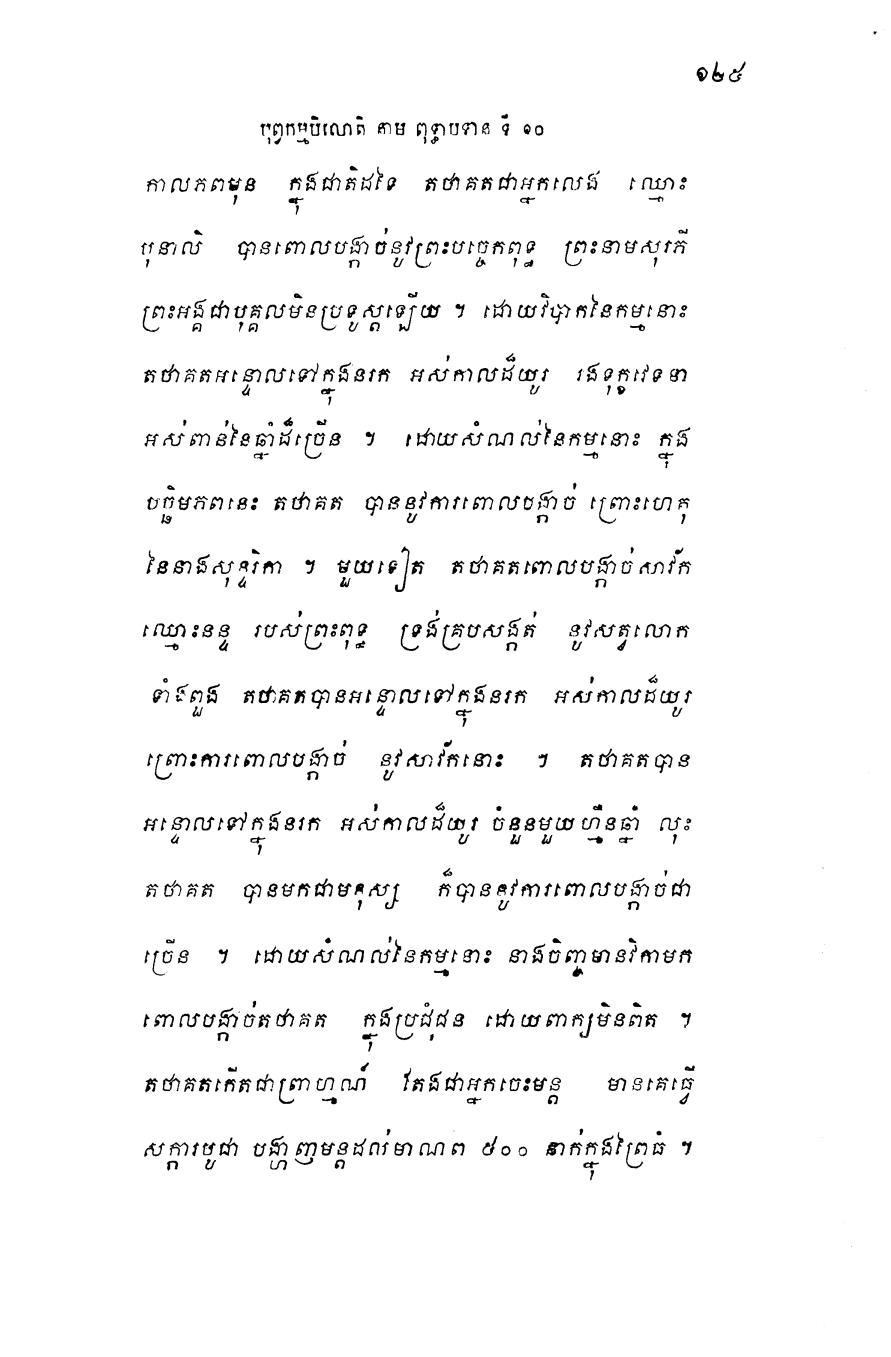 ១២៥
បុព្វកម្មបិលោតិ តាម ពុទ្ធាបទាន ទី ១០
កាលភពមុន ក្នុងជាតិដទៃ តថាគតជាអ្នកលេង ឈ្មោះ
បុនាលិ បានពោលបង្កាច់នូវព្រះបច្ចេកពុទ្ធ ព្រះនាមសុរភី
ព្រះអង្គជាបុគ្គលមិនប្រទូស្តឡើយ ។ ដោយវិបាកនៃកម្មនោះ
តថាគតអន្ទោលទៅក្នុងនរក អស់កាលដ៏យូរ រងទុក្ខវេទនា
អស់ពាន់នៃឆ្នាំដ៏ច្រើន ។ ដោយសំណល់នៃកម្មនោះ ក្នុង
បច្ឆិមភពនេះ តថាគត បាននូវការពោលបង្កាច់ ព្រោះហេតុ
នៃនាងសុន្ទរិកា ។ មួយទៀត តថាគតពោលបង្កាច់សាវ័ក
ឈ្មោះនន្ទ របស់ព្រះពុទ្ធ ទ្រង់គ្របសង្កត់ នូវសត្វលោក
ទាំងពួង តថាគតបានអន្ទោលទៅក្នុងនរក អស់កាលដ៏យូរ
ព្រោះការពោលបង្កាច់ នូវសាវ័កនោះ ។ តថាគតបាន
អន្ទោលទៅក្នុងនរក អស់កាលដ៏យូរ ចំនួនមួយហ្មឺនឆ្នាំ លុះ
តថាគត បានមកជាមនុស្ស ក៏បាននូវការពោលបង្កាច់ជា
ច្រើន ។ ដោយសំណល់នៃកម្មនោះ នាងចិញ្ចមានវិកាមក
ពោលបង្កាច់តថាគត ក្នុងប្រជុំជន ដោយពាក្យមិនពិត ។
តថាគតកើតជាព្រាហ្មណ៍ តែងជាអ្នកចេះមន្ត មានគេធ្វើ
សក្ការបូជា បង្ហាញមន្តដល់មាណព ៥០០ នាក់ក្នុងព្រៃធំ ។